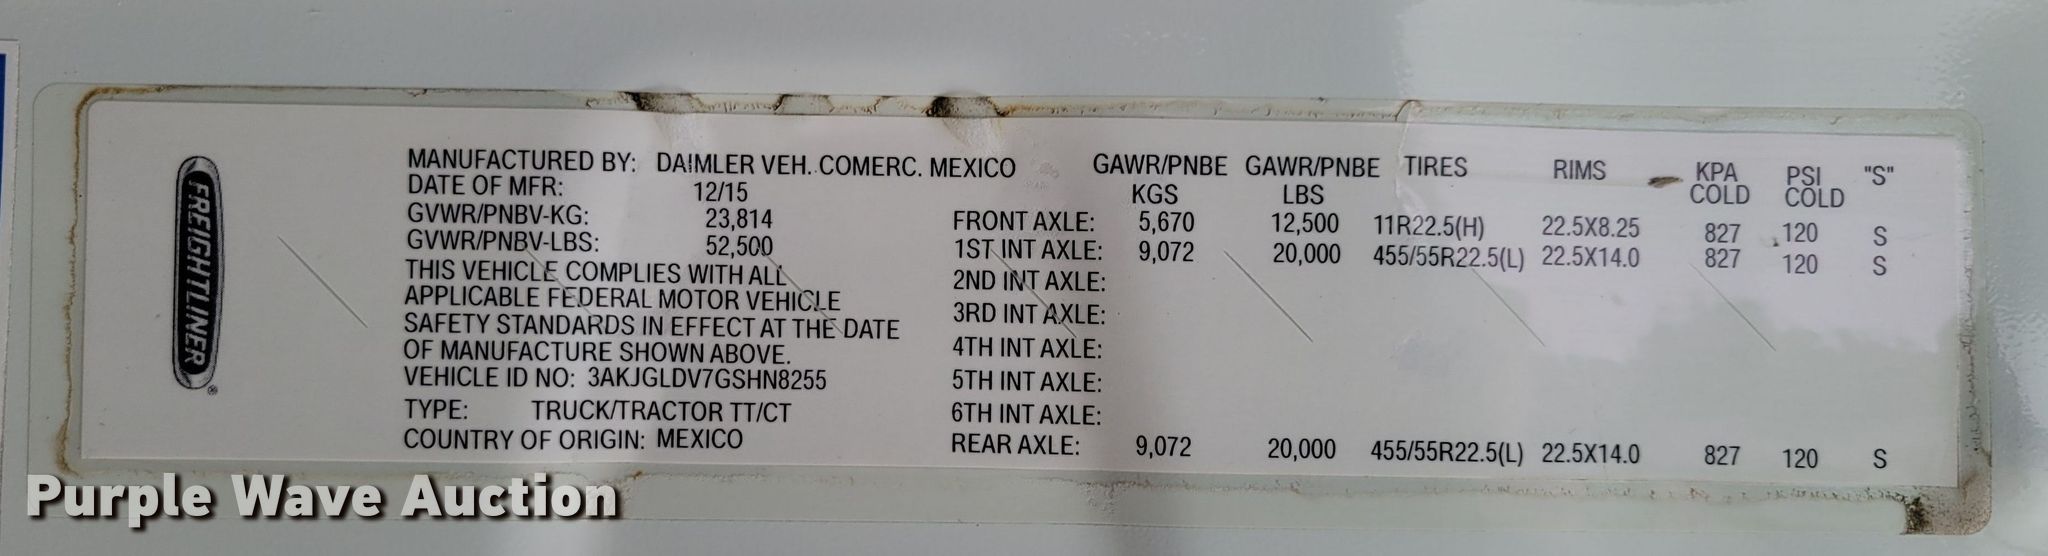 FREIGHTLINER®
MANUFACTURED BY: DAIMLER VEH. COMERC. MEXICO
DATE OF MFR: 12/15
GVWR/PNBV-KG: 23,814
GVWR/PNBV-LBS: 52,500
THIS VEHICLE COMPLIES WITH ALL
APPLICABLE FEDERAL MOTOR VEHICLE
SAFETY STANDARDS IN EFFECT AT THE DATE
OF MANUFACTURE SHOWN ABOVE.
VEHICLE ID NO: 3AKJGLDV7GSHN8255
TYPE: TRUCK/TRACTOR TT/CT
COUNTRY OF ORIGIN: MEXICO
GAWR/PNBE GAWR/PNBE TIRES RIMS KPA PSI "S"
KGS LBS COLD COLD
FRONT AXLE: 5,670 12,500 11R22.5(H) 22.5X8.25 827 120 S
1ST INT AXLE: 9,072 20,000 455/55R22.5(L) 22.5X14.0 827 120 S
2ND INT AXLE:
3RD INT AXLE:
4TH INT AXLE:
5TH INT AXLE:
6TH INT AXLE:
REAR AXLE: 9,072 20,000 455/55R22.5(L) 22.5X14.0 827 120 S
Purple Wave Auction